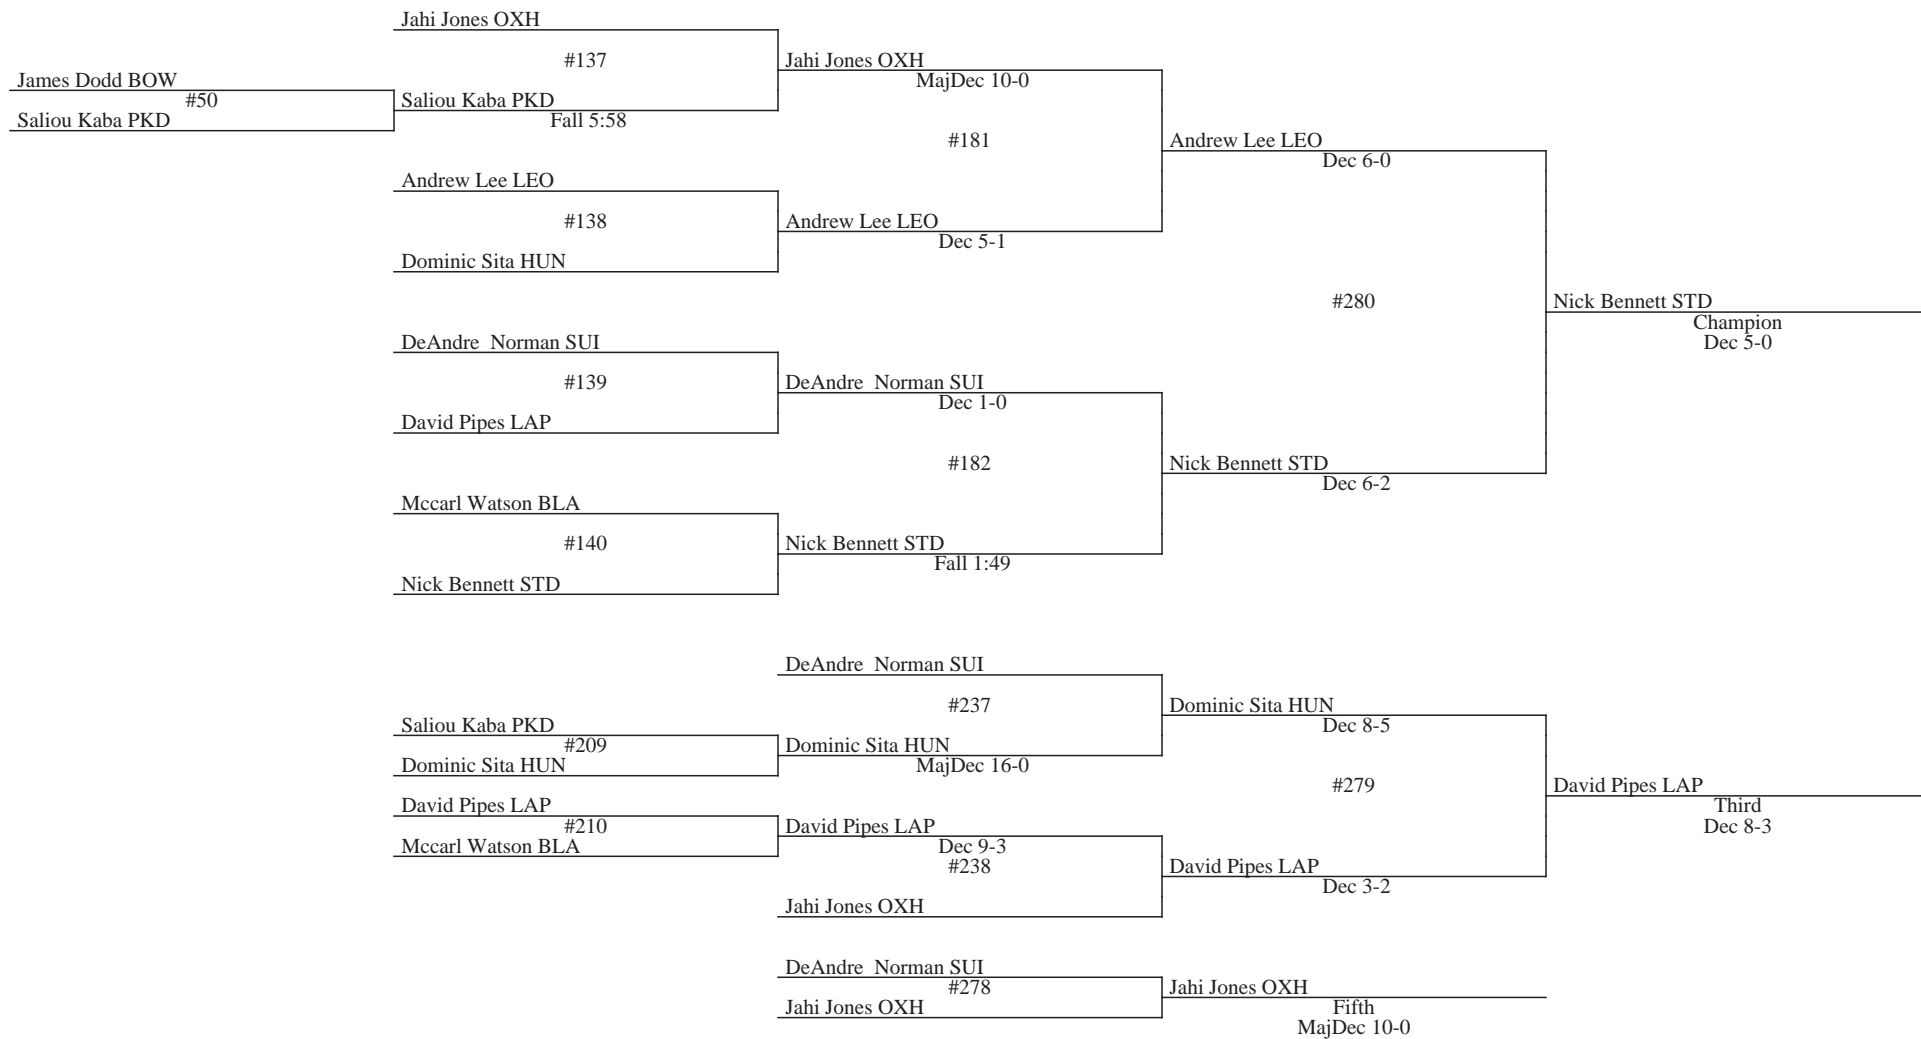 Jahi Jones OXH
#137
Jahi Jones OXH
MajDec 10-0
James Dodd BOW
#50
Saliou Kaba PKD
Saliou Kaba PKD
Fall 5:58
#181
Andrew Lee LEO
Dec 6-0
Andrew Lee LEO
#138
Andrew Lee LEO
Dec 5-1
Dominic Sita HUN
#280
Nick Bennett STD
Champion
Dec 5-0
DeAndre  Norman SUI
#139
DeAndre  Norman SUI
Dec 1-0
David Pipes LAP
#182
Nick Bennett STD
Dec 6-2
Mccarl Watson BLA
#140
Nick Bennett STD
Fall 1:49
Nick Bennett STD
DeAndre  Norman SUI
#237
Dominic Sita HUN
Dec 8-5
Saliou Kaba PKD
#209
Dominic Sita HUN
Dominic Sita HUN
MajDec 16-0
#279
David Pipes LAP
Third
Dec 8-3
David Pipes LAP
#210
Mccarl Watson BLA
David Pipes LAP
Dec 9-3
#238
David Pipes LAP
Dec 3-2
Jahi Jones OXH
DeAndre  Norman SUI
#278
Jahi Jones OXH
Jahi Jones OXH
Fifth
MajDec 10-0